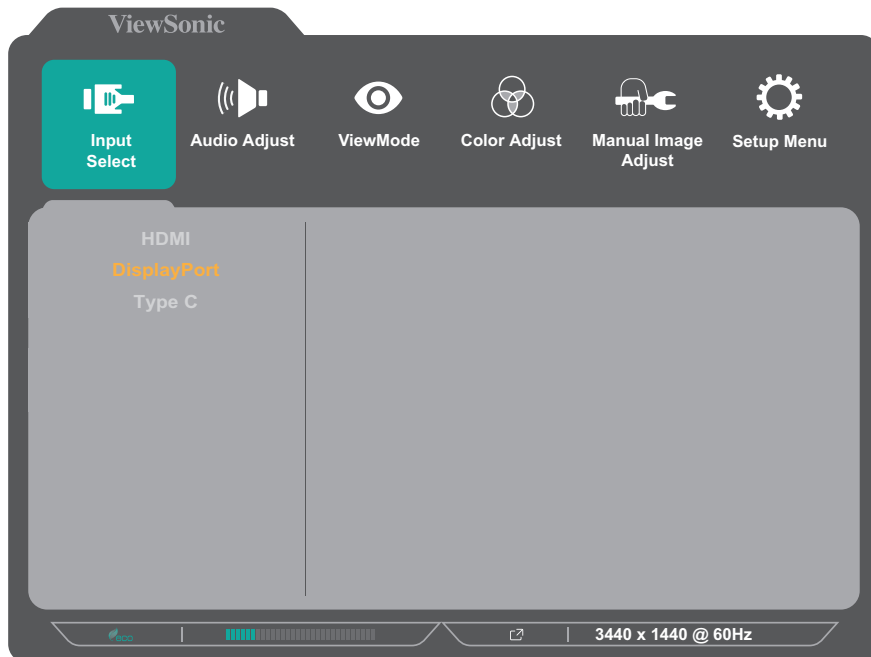 ViewSonic
Input Select
Audio Adjust
ViewMode
Color Adjust
Manual Image Adjust
Setup Menu
HDMI
DisplayPort
Type C
eco
3440 x 1440 @ 60Hz